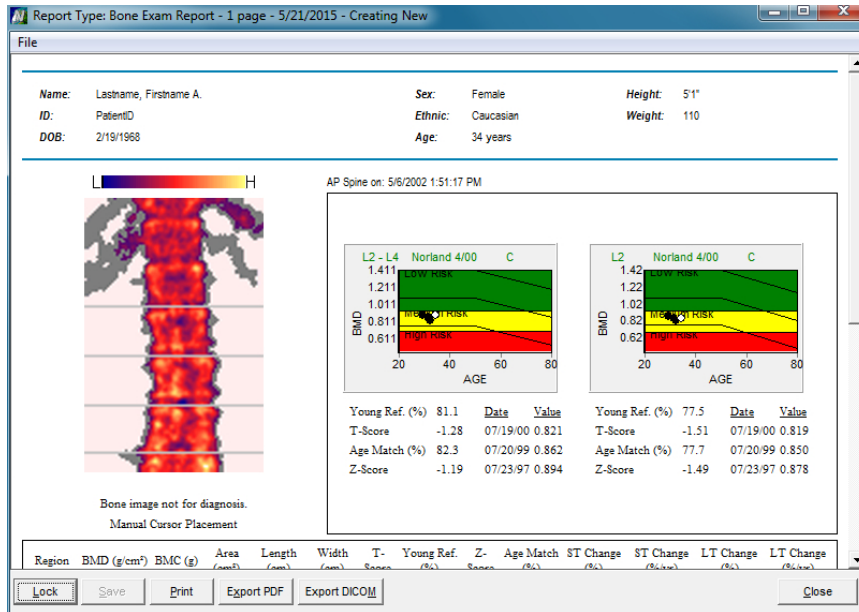 Report Type: Bone Exam Report - 1 page - 5/21/2015 - Creating New
File
Name: Lastname, Firstname A. Sex: Female Height: 5'1"
ID: PatientID Ethnic: Caucasian Weight: 110
DOB: 2/19/1968 Age: 34 years
L H
AP Spine on: 5/6/2002 1:51:17 PM
L2 - L4 Norland 4/00 C
1.411
1.211
1.011
0.811
0.611
BMD
Low Risk
Medium Risk
High Risk
20 40 60 80
AGE
L2 Norland 4/00 C
1.42
1.22
1.02
0.82
0.62
BMD
Low Risk
Medium Risk
High Risk
20 40 60 80
AGE
Young Ref. (%) 81.1 Date Value
T-Score -1.28 07/19/00 0.821
Age Match (%) 82.3 07/20/99 0.862
Z-Score -1.19 07/23/97 0.894
Young Ref. (%) 77.5 Date Value
T-Score -1.51 07/19/00 0.819
Age Match (%) 77.7 07/20/99 0.850
Z-Score -1.49 07/23/97 0.878
Bone image not for diagnosis.
Manual Cursor Placement
Region BMD (g/cm²) BMC (g) Area Length Width T- Young Ref. Z- Age Match ST Change ST Change LT Change LT Change
(cm²) (cm) (cm) Score (%) Score (%) (%) (%/yr) (%) (%/yr)
Lock Save Print Export PDF Export DICOM Close